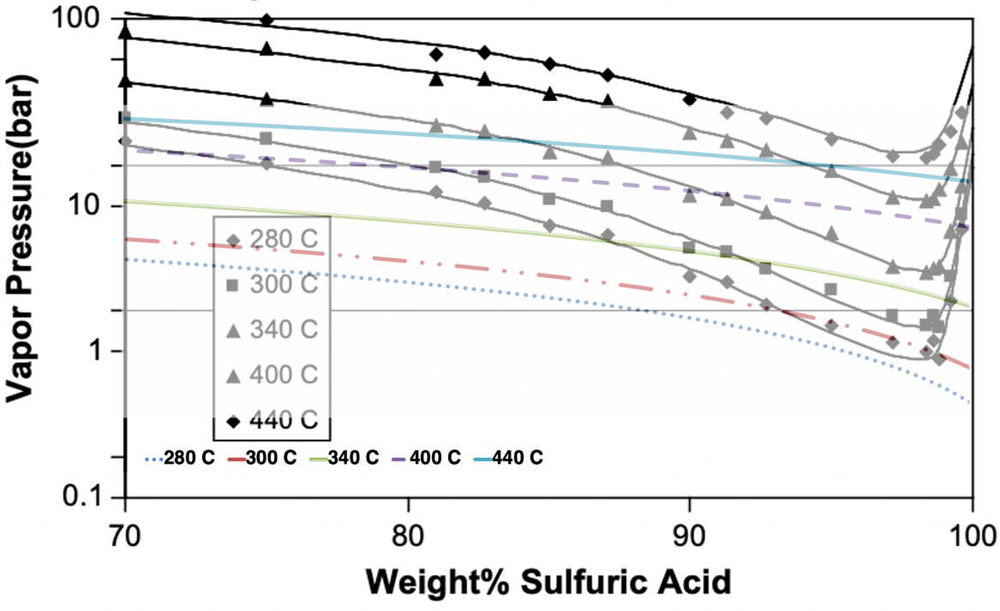 100
10
1
0.1
Vapor Pressure(bar)
280 C
300 C
340 C
400 C
440 C
280 C 300 C 340 C 400 C 440 C
70 80 90 100
Weight% Sulfuric Acid